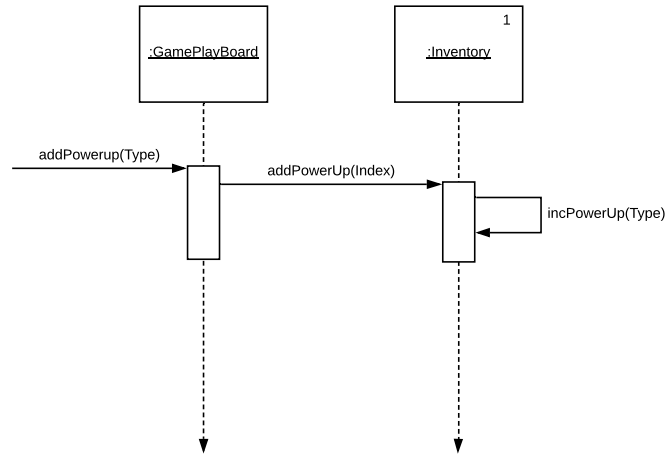 1
:GamePlayBoard
:Inventory
addPowerup(Type)
addPowerUp(Index)
incPowerUp(Type)